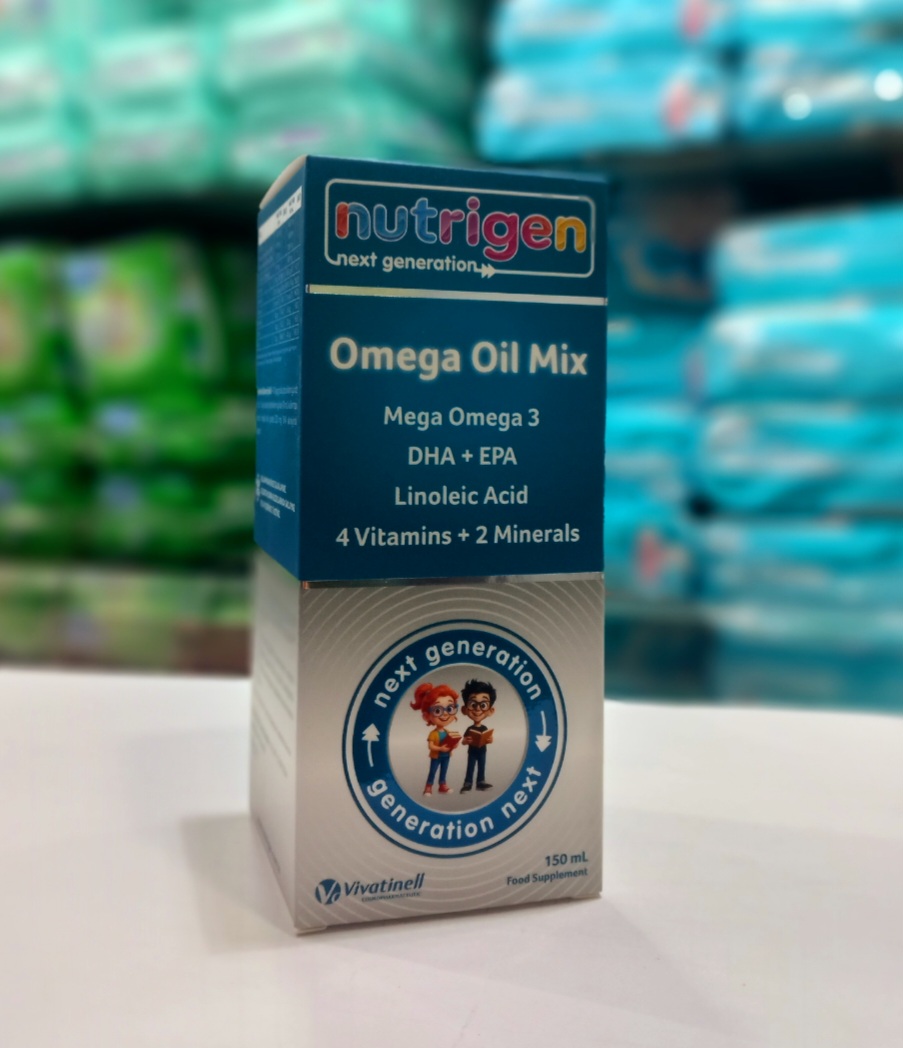 nutrigen
next generation
Omega Oil Mix
Mega Omega 3
DHA + EPA
Linoleic Acid
4 Vitamins + 2 Minerals
next generation
generation next
Vivatinell
150 mL
Food Supplement